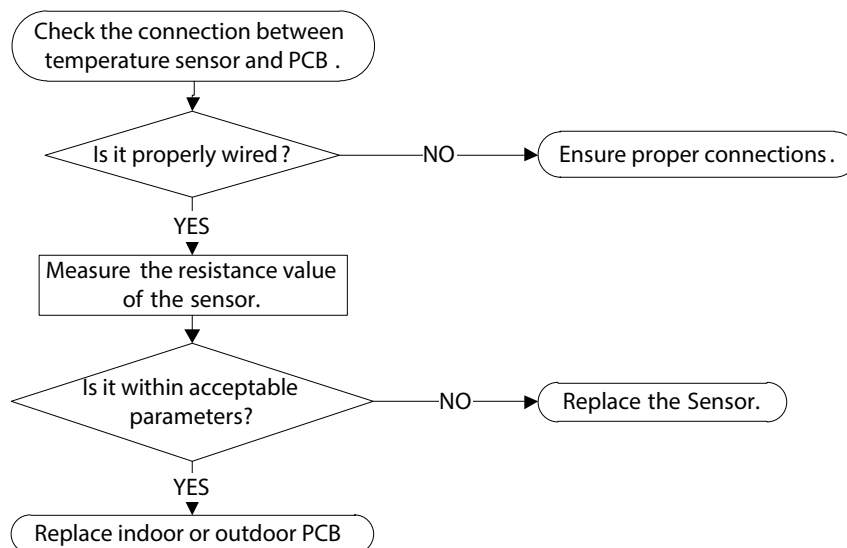 Check the connection between
temperature sensor and PCB .
Is it properly wired ?
NO
Ensure proper connections .
YES
Measure the resistance value
of the sensor.
Is it within acceptable
parameters?
NO
Replace the Sensor.
YES
Replace indoor or outdoor PCB